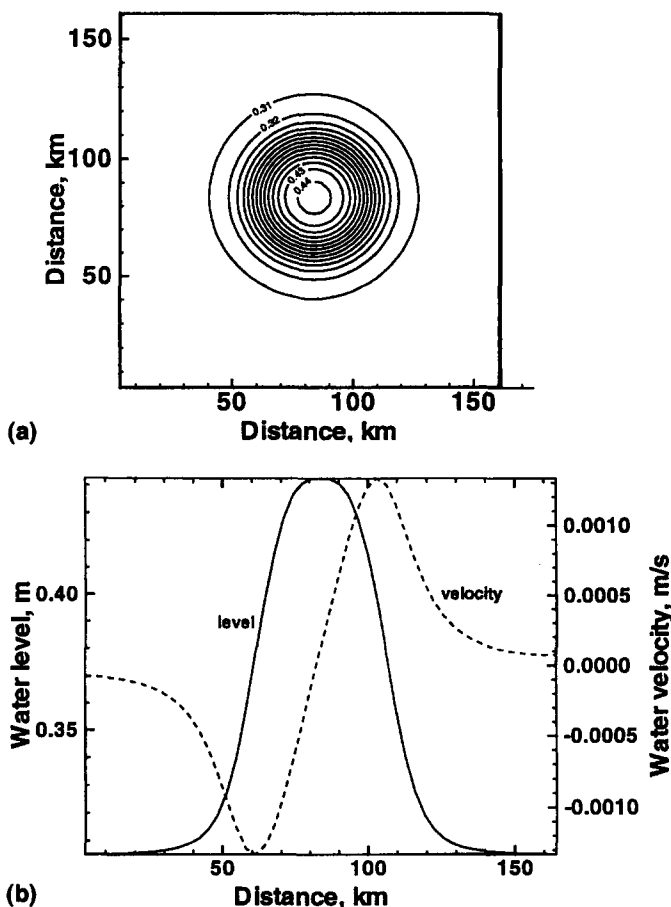 150
100
50
Distance, km
0.31
0.32
0.43
0.44
50
100
150
Distance, km
(a)
0.40
0.35
Water level, m
level
velocity
0.0010
0.0005
0.0000
-0.0005
-0.0010
Water velocity, m/s
50
100
150
Distance, km
(b)